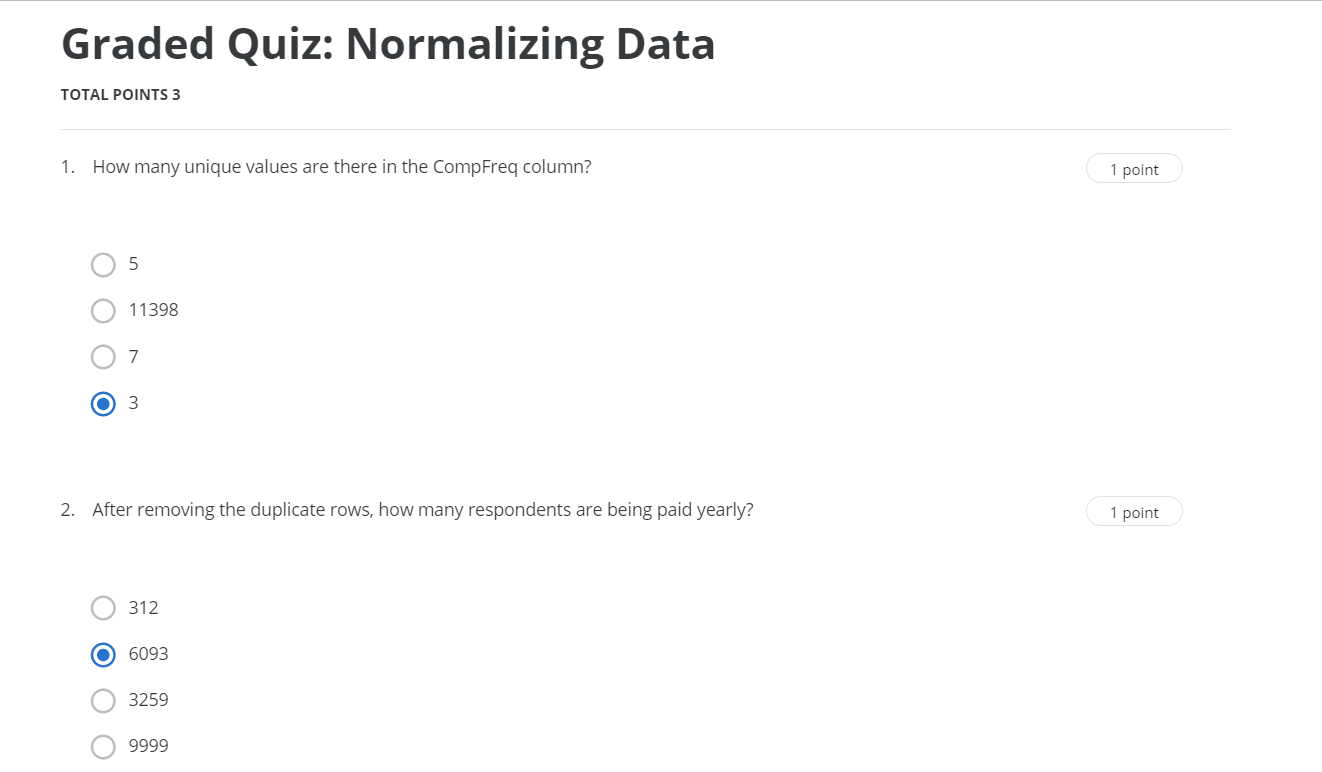 Graded Quiz: Normalizing Data
TOTAL POINTS 3
1. How many unique values are there in the CompFreq column?
1 point
5
11398
7
3
2. After removing the duplicate rows, how many respondents are being paid yearly?
1 point
312
6093
3259
9999